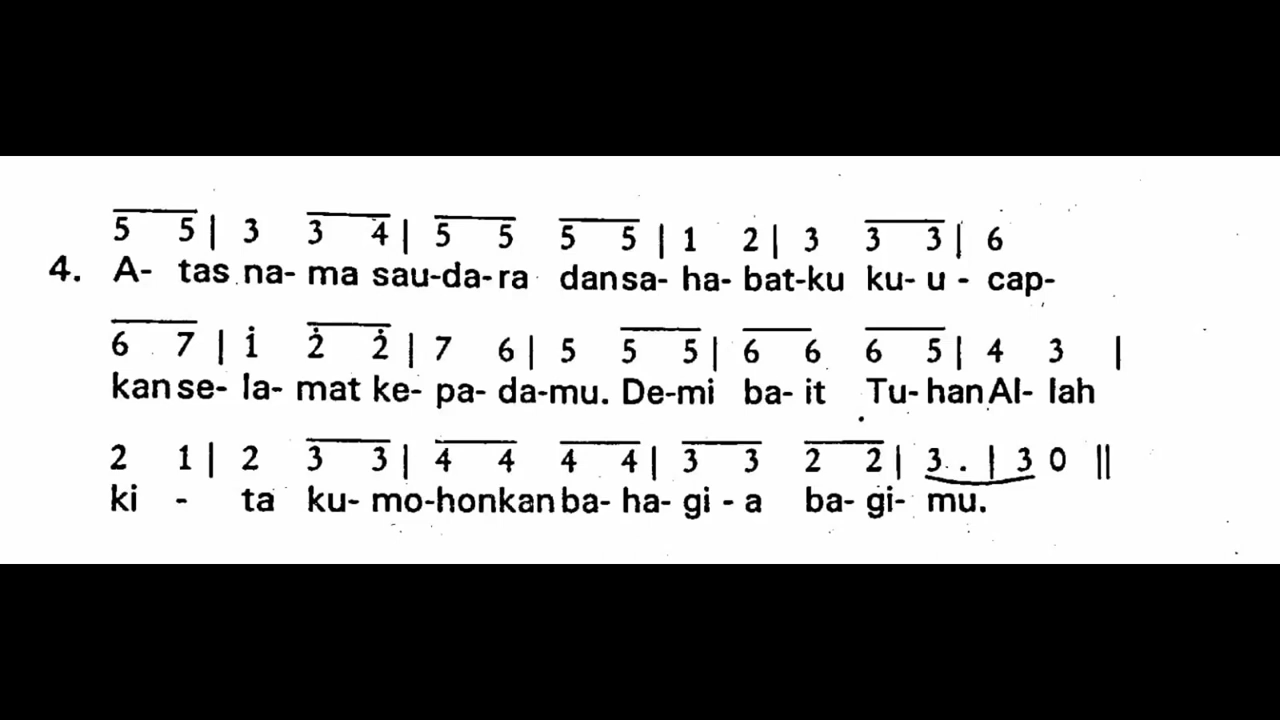 5 5 | 3 3 4 | 5 5 5 5 | 1 2 | 3 3 3 | 6
4. A- tas na- ma sau-da-ra dan sa- ha- bat-ku ku- u - cap-
6 7 | i̇ 2̇ 2̇ | 7 6 | 5 5 5 | 6 6 6 5 | 4 3 |
kan se- la- mat ke- pa- da-mu. De-mi ba- it Tu- han Al- lah
2 1 | 2 3 3 | 4 4 4 4 | 3 3 2 2 | 3 . | 3 0 ||
ki - ta ku- mo-honkan ba- ha- gi - a ba- gi- mu.